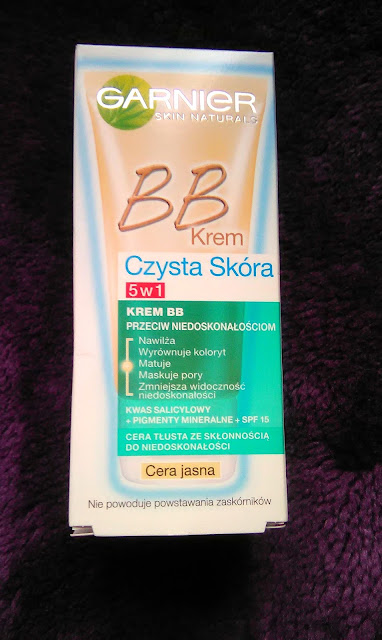 GARNIER
SKIN NATURALS
BB
Krem
Czysta Skóra
5 w 1
KREM BB
PRZECIW NIEDOSKONAŁOŚCIOM
Nawilża
Wyrównuje koloryt
Matuje
Maskuje pory
Zmniejsza widoczność
niedoskonałości
KWAS SALICYLOWY
+ PIGMENTY MINERALNE + SPF 15
CERA TŁUSTA ZE SKŁONNOŚCIĄ
DO NIEDOSKONAŁOŚCI
Cera jasna
Nie powoduje powstawania zaskórników